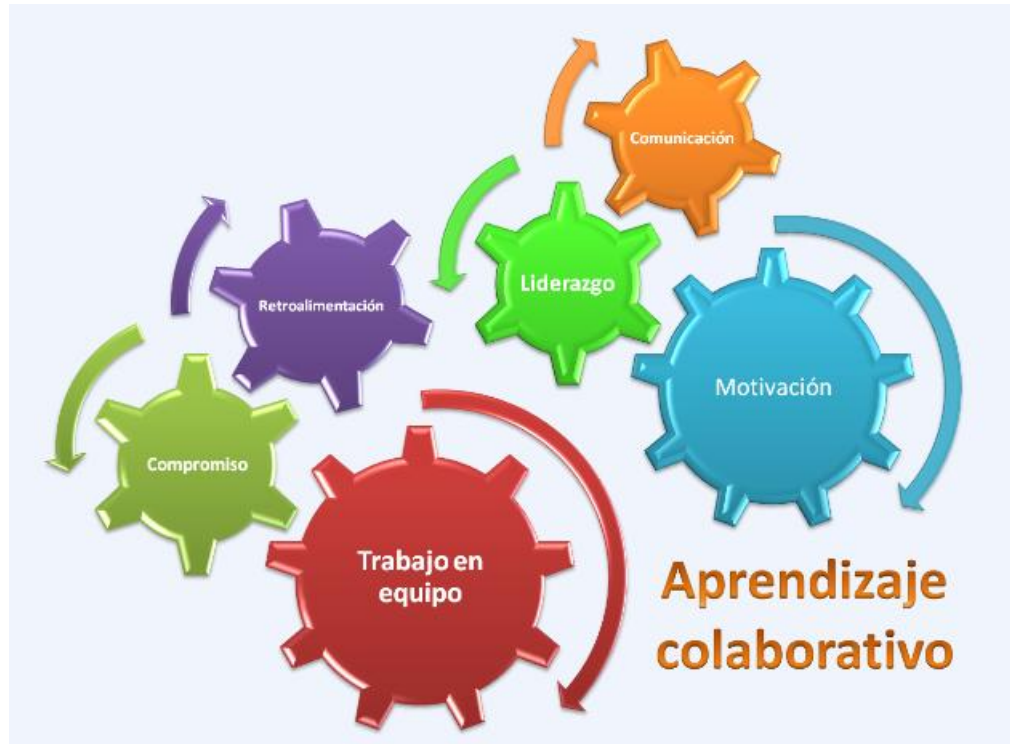 Comunicación
Liderazgo
Retroalimentación
Motivación
Compromiso
Trabajo en
equipo
Aprendizaje
colaborativo